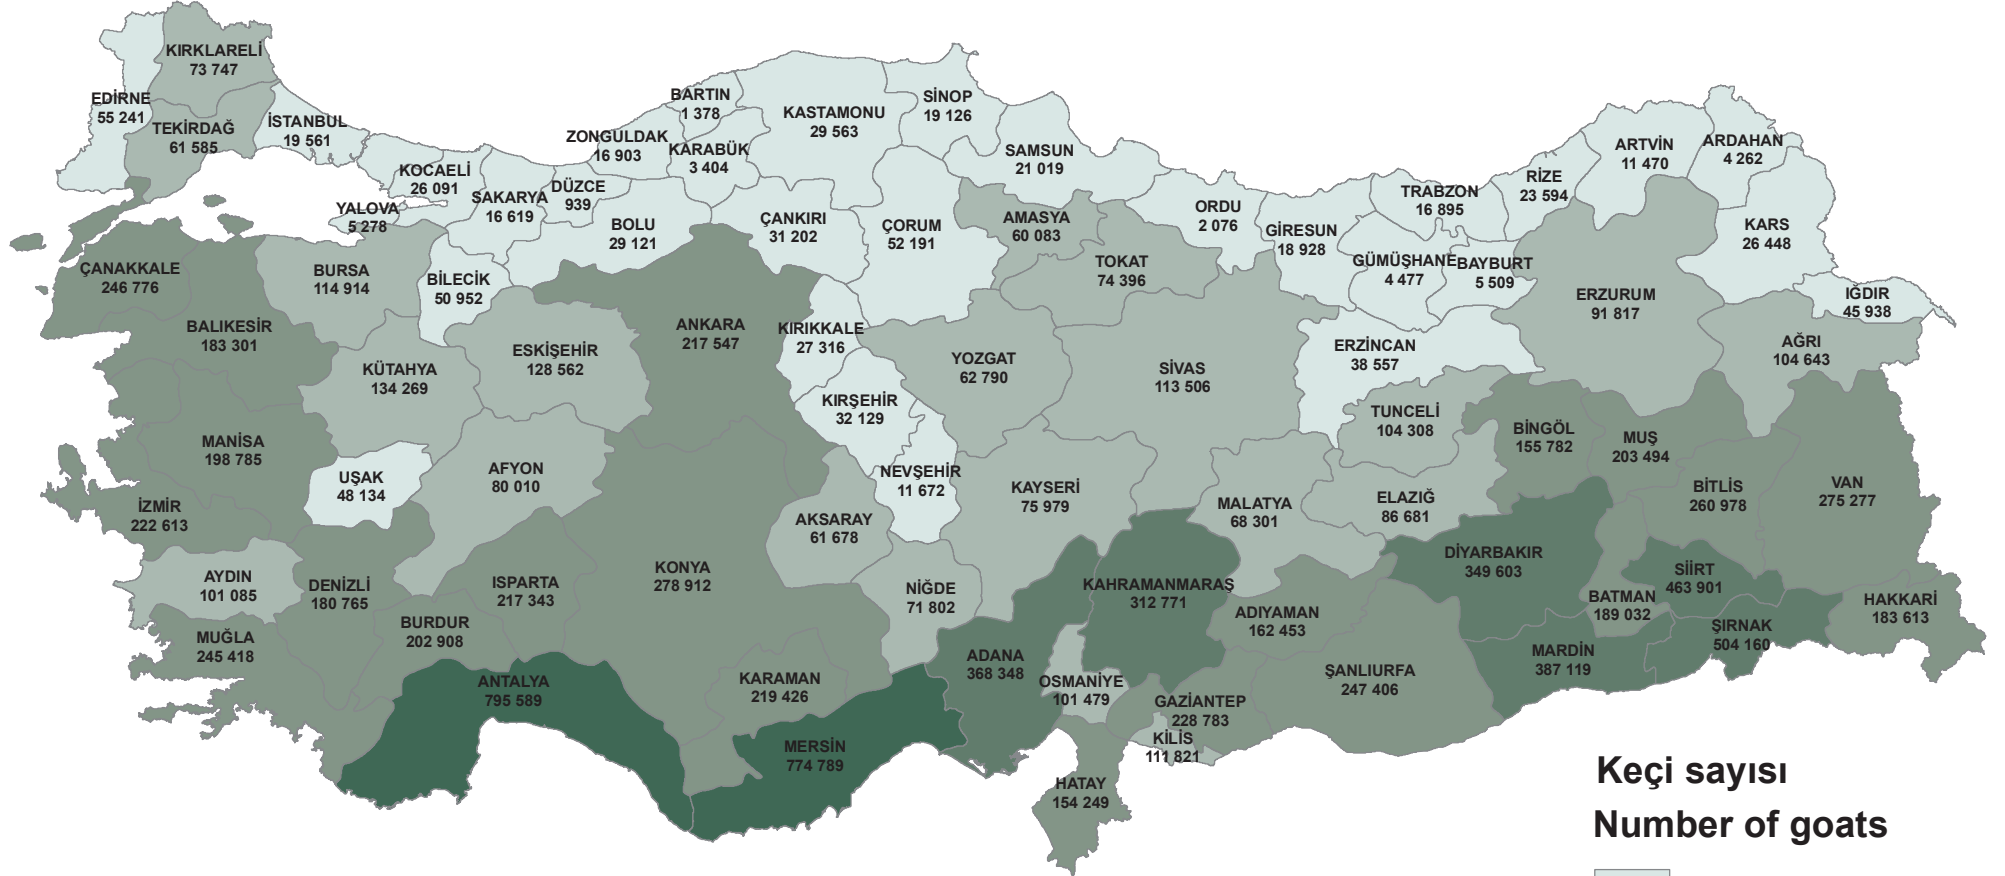 KIRKLARELİ
73 747
EDİRNE
55 241
TEKİRDAĞ
61 585
İSTANBUL
19 561
KOCAELİ
26 091
YALOVA
5 278
SAKARYA
16 619
DÜZCE
939
ZONGULDAK
16 903
BARTIN
1 378
KARABÜK
3 404
KASTAMONU
29 563
SİNOP
19 126
SAMSUN
21 019
BOLU
29 121
ÇANKIRI
31 202
ÇORUM
52 191
AMASYA
60 083
TOKAT
74 396
ORDU
2 076
GİRESUN
18 928
TRABZON
16 895
GÜMÜŞHANE
4 477
BAYBURT
5 509
RİZE
23 594
ARTVİN
11 470
ARDAHAN
4 262
KARS
26 448
IĞDIR
45 938
AĞRI
104 643
ERZURUM
91 817
ERZİNCAN
38 557
ÇANAKKALE
246 776
BALIKESİR
183 301
BURSA
114 914
BİLECİK
50 952
KÜTAHYA
134 269
ESKİŞEHİR
128 562
ANKARA
217 547
KIRIKKALE
27 316
KIRŞEHİR
32 129
YOZGAT
62 790
SİVAS
113 506
TUNCELİ
104 308
BİNGÖL
155 782
MUŞ
203 494
BİTLİS
260 978
VAN
275 277
MANİSA
198 785
UŞAK
48 134
AFYON
80 010
İZMİR
222 613
NEVŞEHİR
11 672
AKSARAY
61 678
KAYSERİ
75 979
MALATYA
68 301
ELAZIĞ
86 681
DİYARBAKIR
349 603
SİİRT
463 901
BATMAN
189 032
ŞIRNAK
504 160
HAKKARİ
183 613
MARDİN
387 119
AYDIN
101 085
DENİZLİ
180 765
MUĞLA
245 418
BURDUR
202 908
ISPARTA
217 343
KONYA
278 912
NİĞDE
71 802
KAHRAMANMARAŞ
312 771
ADIYAMAN
162 453
ŞANLIURFA
247 406
ANTALYA
795 589
KARAMAN
219 426
MERSİN
774 789
ADANA
368 348
OSMANİYE
101 479
GAZİANTEP
228 783
KİLİS
111 821
HATAY
154 249
Keçi sayısı
Number of goats